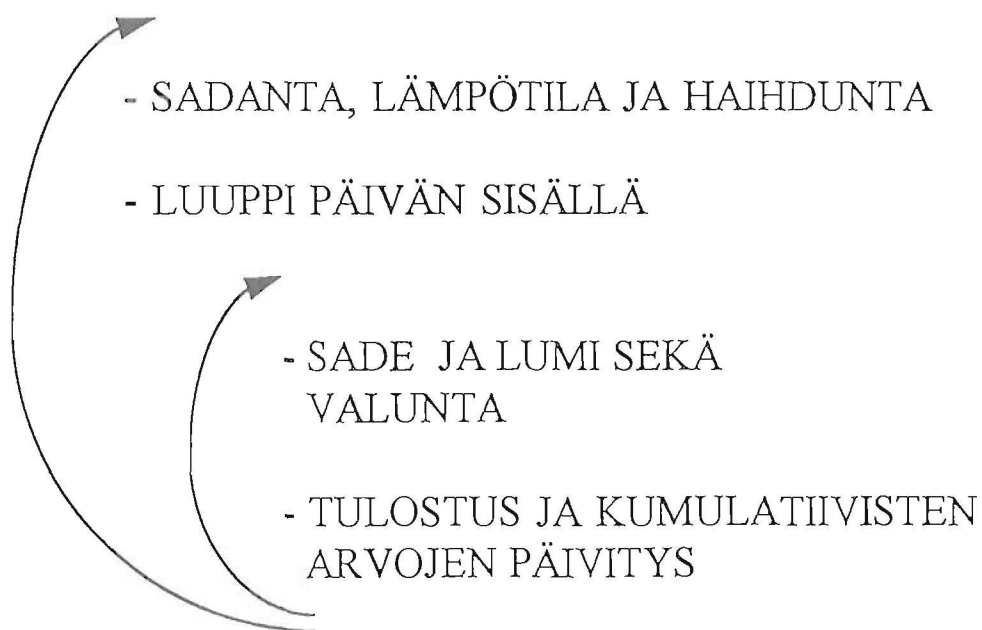 - SADANTA, LÄMPÖTILA JA HAIHDUNTA
- LUUPPI PÄIVÄN SISÄLLÄ
- SADE JA LUMI SEKÄ
VALUNTA
- TULOSTUS JA KUMULATIIVISTEN
ARVOJEN PÄIVITYS